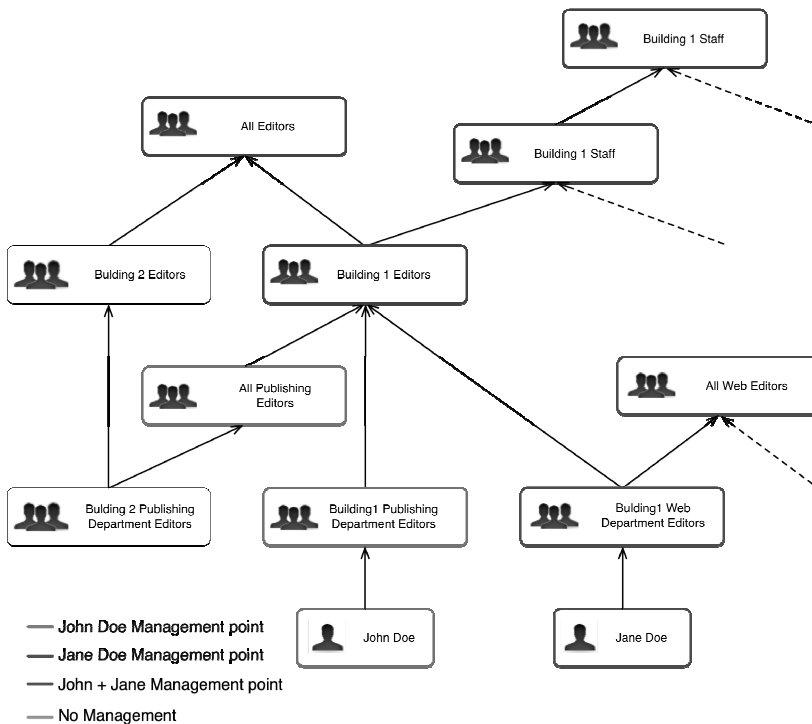 Building 1 Staff
All Editors
Building 1 Staff
Bulding 2 Editors
Building 1 Editors
All Publishing
Editors
All Web Editors
Bulding 2 Publishing
Department Editors
Building1 Publishing
Department Editors
Bulding1 Web
Department Editors
John Doe
Jane Doe
John Doe Management point
Jane Doe Management point
John + Jane Management point
No Management